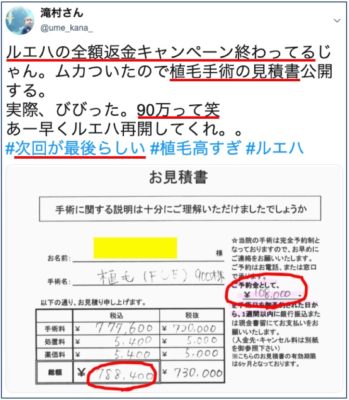 滝村さん
@ume_kana_
ルエハの全額返金キャンペーン終わってるじ
ゃん。ムカついたので植毛手術の見積書公開
する。
実際、びびった。90万って笑
あー早くルエハ再開してくれ。。
#次回が最後らしい #植毛高すぎ #ルエハ
お見積書
手術に関する説明は十分にご理解いただけましたでしょうか
お名前: 様
手術名: 植毛 (FUE) 900株
以下の通り、お見積り申し上げます。
税込 税抜
手術料 ¥ 777,600 ¥
処置料 5,400 5,000
薬価料 5,400 5,000
総額 ¥ 788,400 ¥ 730,000
☆当院の手術は完全予約制と
なっておりますので、お早めに
ご連絡をお願いいたします。
ご予約はお電話、または窓口
ご予約金として、
¥ 108,000
1週間以内に銀行振込または
現金書留にてお支払いをお
願いいたします。
(入金先・キャンセル料は別紙
を御参照下さい)
※こちらのお見積書の有効期限
は6ヶ月となっております。